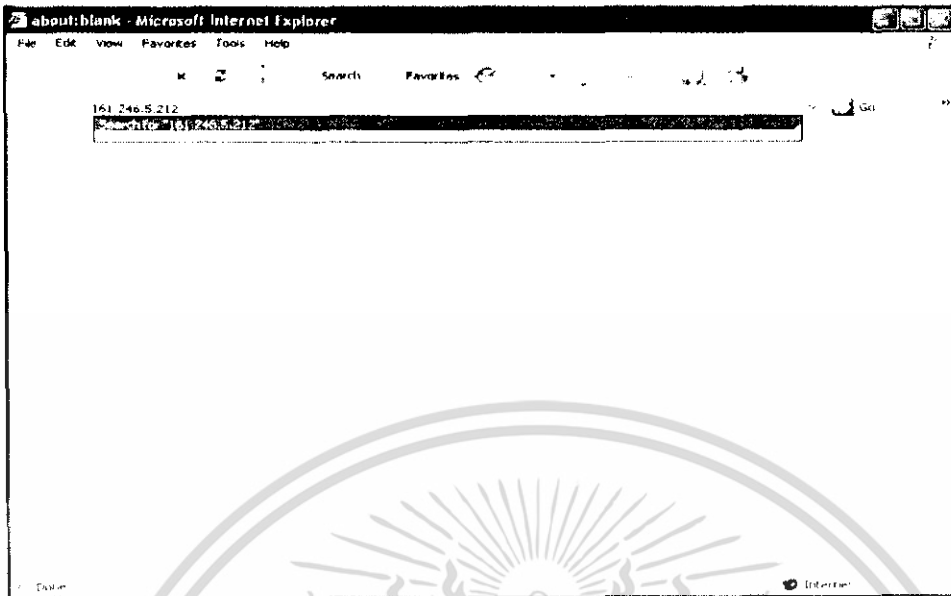 about:blank - Microsoft Internet Explorer
File Edit View Favorites Tools Help
Search Favorites
161.246.5.212 Go
Search for "161.246.5.212"
Done Internet